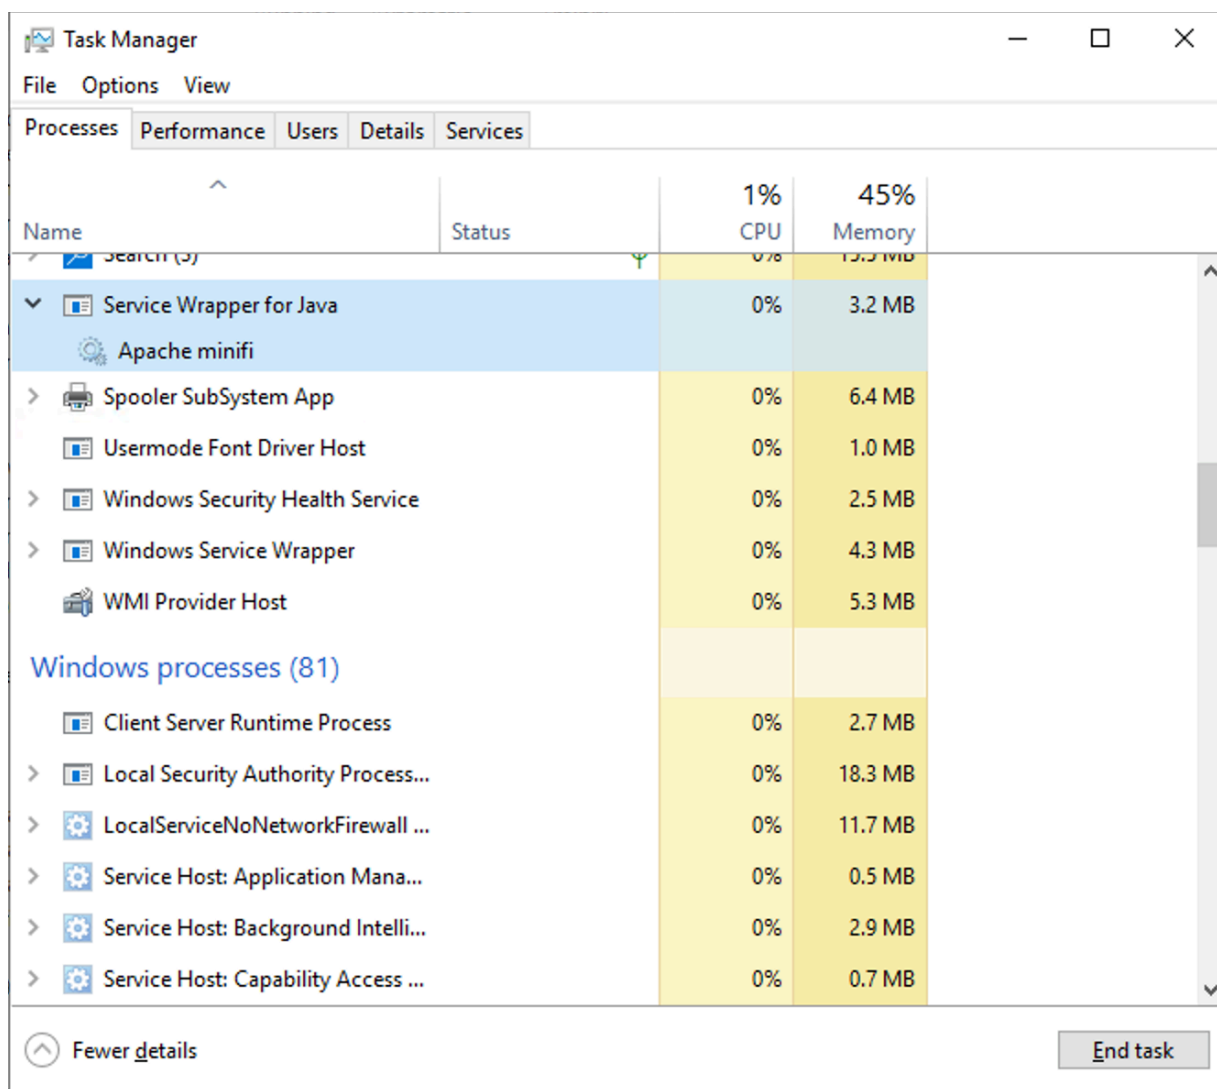 Task Manager
File Options View
Processes Performance Users Details Services
1% 45%
Name Status CPU Memory
Search (3) 0% 15.5 MB
Service Wrapper for Java 0% 3.2 MB
Apache minifi
Spooler SubSystem App 0% 6.4 MB
Usermode Font Driver Host 0% 1.0 MB
Windows Security Health Service 0% 2.5 MB
Windows Service Wrapper 0% 4.3 MB
WMI Provider Host 0% 5.3 MB
Windows processes (81)
Client Server Runtime Process 0% 2.7 MB
Local Security Authority Process... 0% 18.3 MB
LocalServiceNoNetworkFirewall ... 0% 11.7 MB
Service Host: Application Mana... 0% 0.5 MB
Service Host: Background Intelli... 0% 2.9 MB
Service Host: Capability Access ... 0% 0.7 MB
Fewer details End task